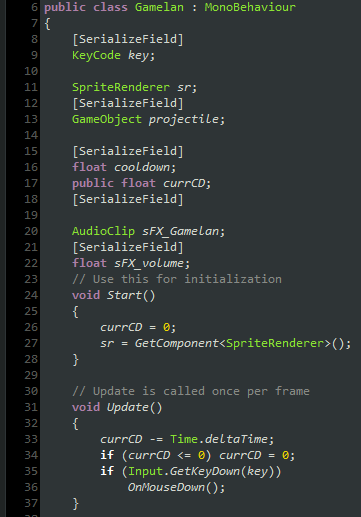 6 public class Gamelan : MonoBehaviour
7 {
8     [SerializeField]
9     KeyCode key;
10
11     SpriteRenderer sr;
12     [SerializeField]
13     GameObject projectile;
14
15     [SerializeField]
16     float cooldown;
17     public float currCD;
18     [SerializeField]
19
20     AudioClip sFX_Gamelan;
21     [SerializeField]
22     float sFX_volume;
23     // Use this for initialization
24     void Start()
25     {
26         currCD = 0;
27         sr = GetComponent<SpriteRenderer>();
28     }
29
30     // Update is called once per frame
31     void Update()
32     {
33         currCD -= Time.deltaTime;
34         if (currCD <= 0) currCD = 0;
35         if (Input.GetKeyDown(key))
36             OnMouseDown();
37     }